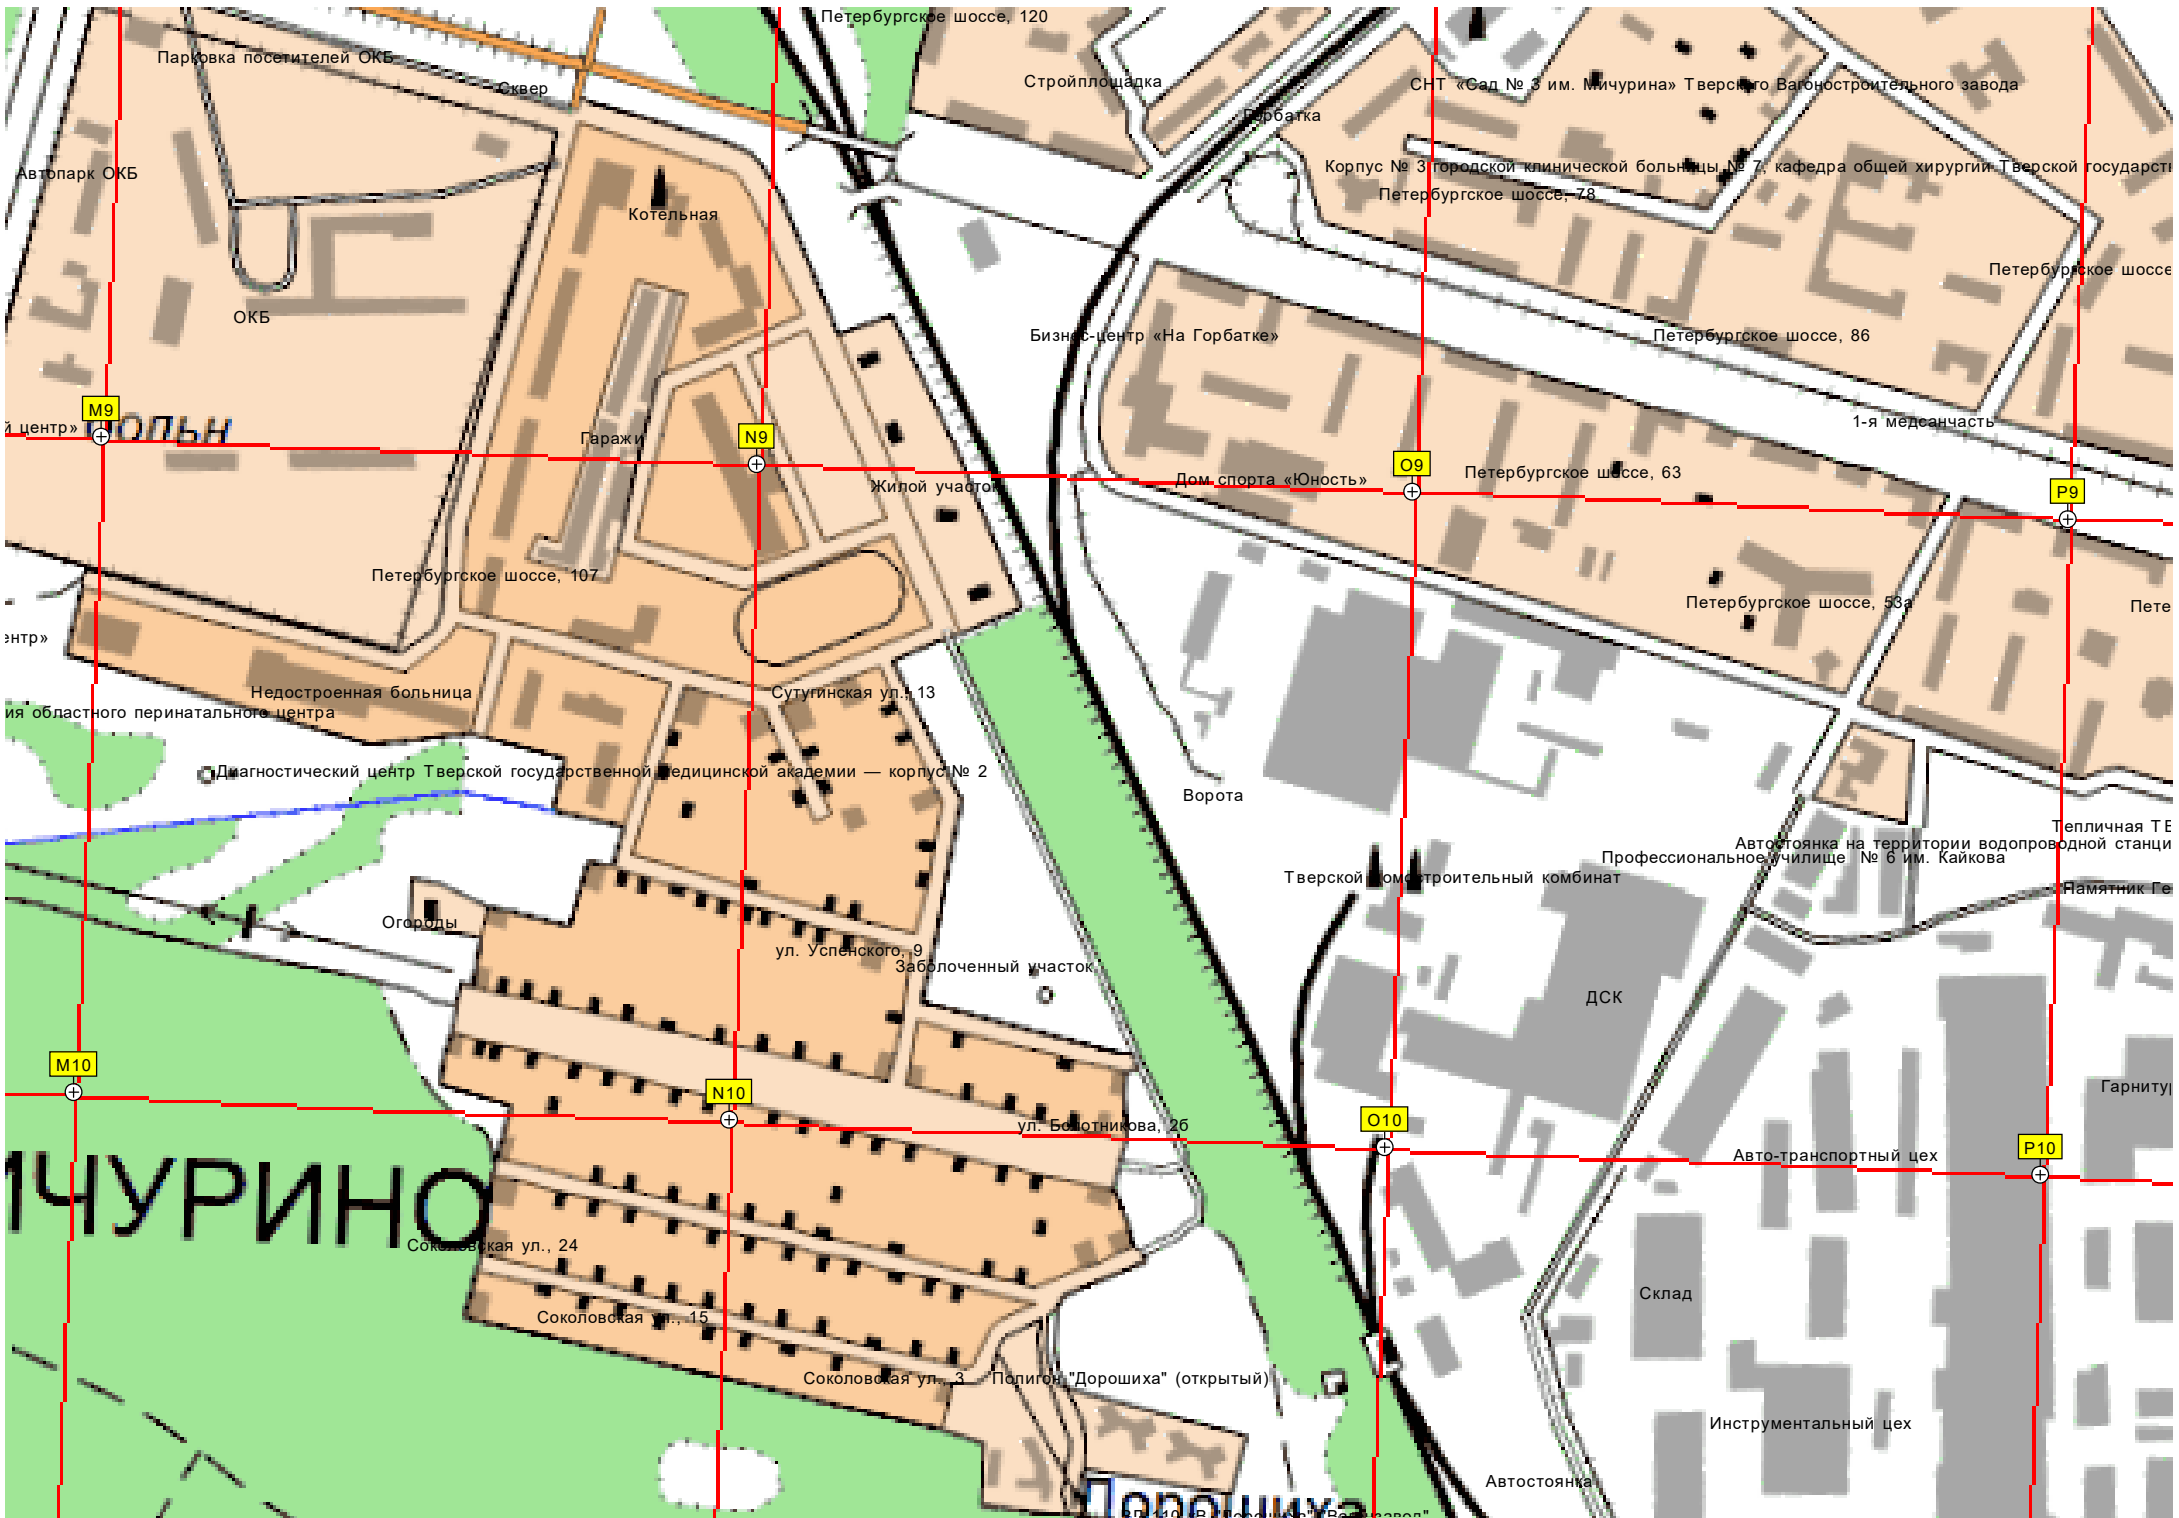 Петербургское шоссе, 120
Парковка посетителей ОКБ
Сквер
Стройплощадка
СНТ «Сад № 3 им. Мичурина» Тверского Вагоностроительного завода
Горбатка
Автопарк ОКБ
Корпус № 3 городской клинической больницы № 7, кафедра общей хирургии Тверской государст
Петербургское шоссе, 78
Котельная
Петербургское шоссе
ОКБ
Бизнес-центр «На Горбатке»
Петербургское шоссе, 86
M9
й центр»
Гаражи
N9
1-я медсанчасть
O9
Петербургское шоссе, 63
Дом спорта «Юность»
Жилой участок
P9
Петербургское шоссе, 107
Петербургское шоссе, 53а
Пете
ентр»
Недостроенная больница
Сутугинская ул., 13
ия областного перинатального центра
Диагностический центр Тверской государственной медицинской академии — корпус № 2
Ворота
Тепличная ТЕ
Автостоянка на территории водопроводной станци
Профессиональное училище № 6 им. Кайкова
Тверской домостроительный комбинат
Памятник Ге
Огороды
ул. Успенского, 9
Заболоченный участок
ДСК
M10
N10
Гарниту
O10
ул. Болотникова, 26
P10
Авто-транспортный цех
ИЧУРИНО
Соколовская ул., 24
Склад
Соколовская ул., 15
Соколовская ул., 3
Полигон "Дорошиха" (открытый)
Инструментальный цех
Автостоянка
Дорошиха